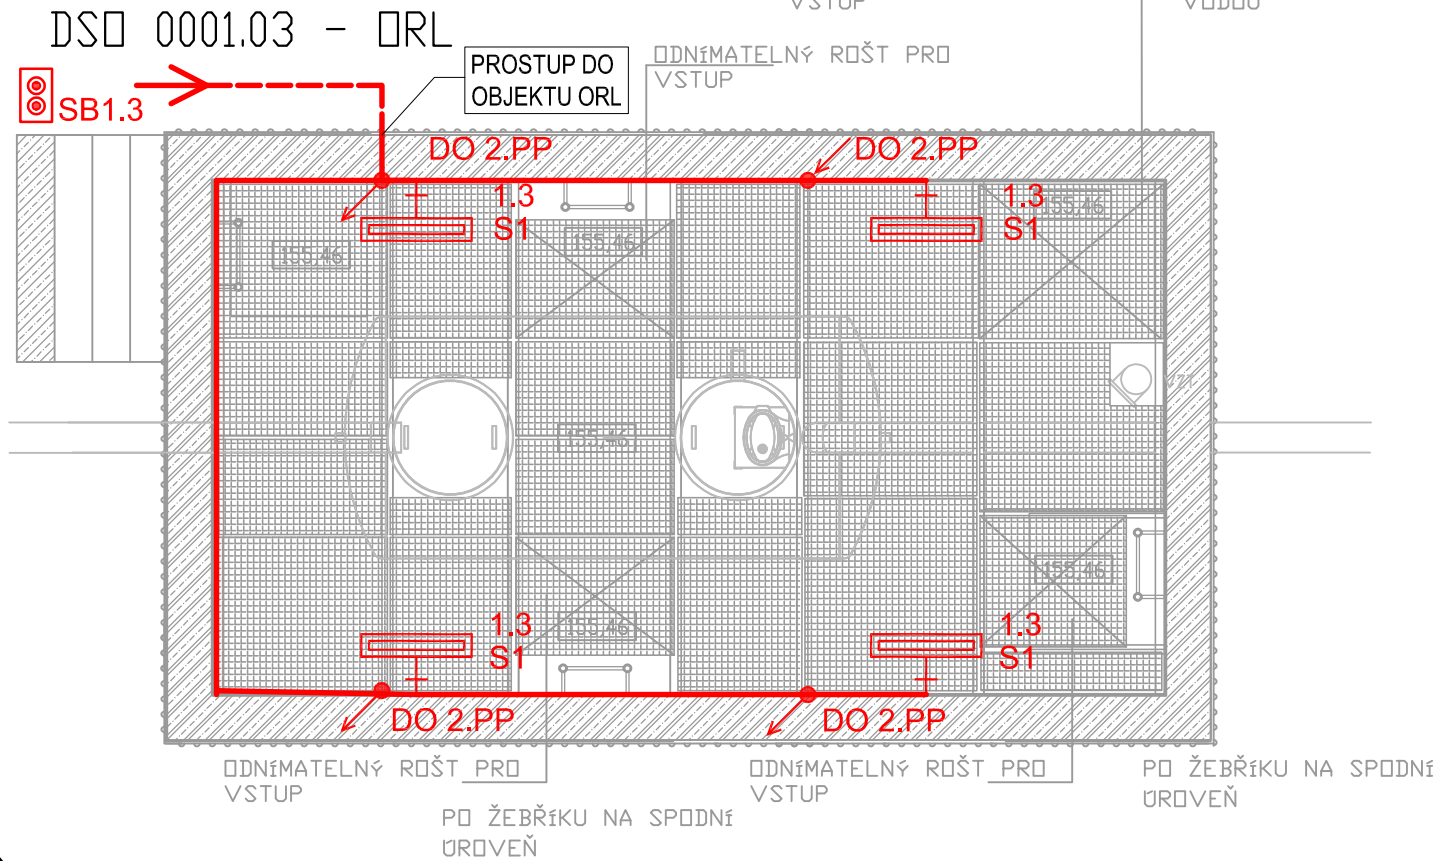 VSTUP
VODOU
DSO 0001.03 - ORL
PROSTUP DO
OBJEKTU ORL
ODNÍMATELNÝ ROŠT PRO
VSTUP
SB1.3
DO 2.PP
DO 2.PP
1.3
S1
1.3
S1
155,46
155,46
155,46
VZT
155,46
155,46
1.3
S1
155,46
1.3
S1
DO 2.PP
DO 2.PP
ODNÍMATELNÝ ROŠT PRO
VSTUP
ODNÍMATELNÝ ROŠT PRO
VSTUP
PO ŽEBŘÍKU NA SPODNÍ
ÚROVEŇ
PO ŽEBŘÍKU NA SPODNÍ
ÚROVEŇ